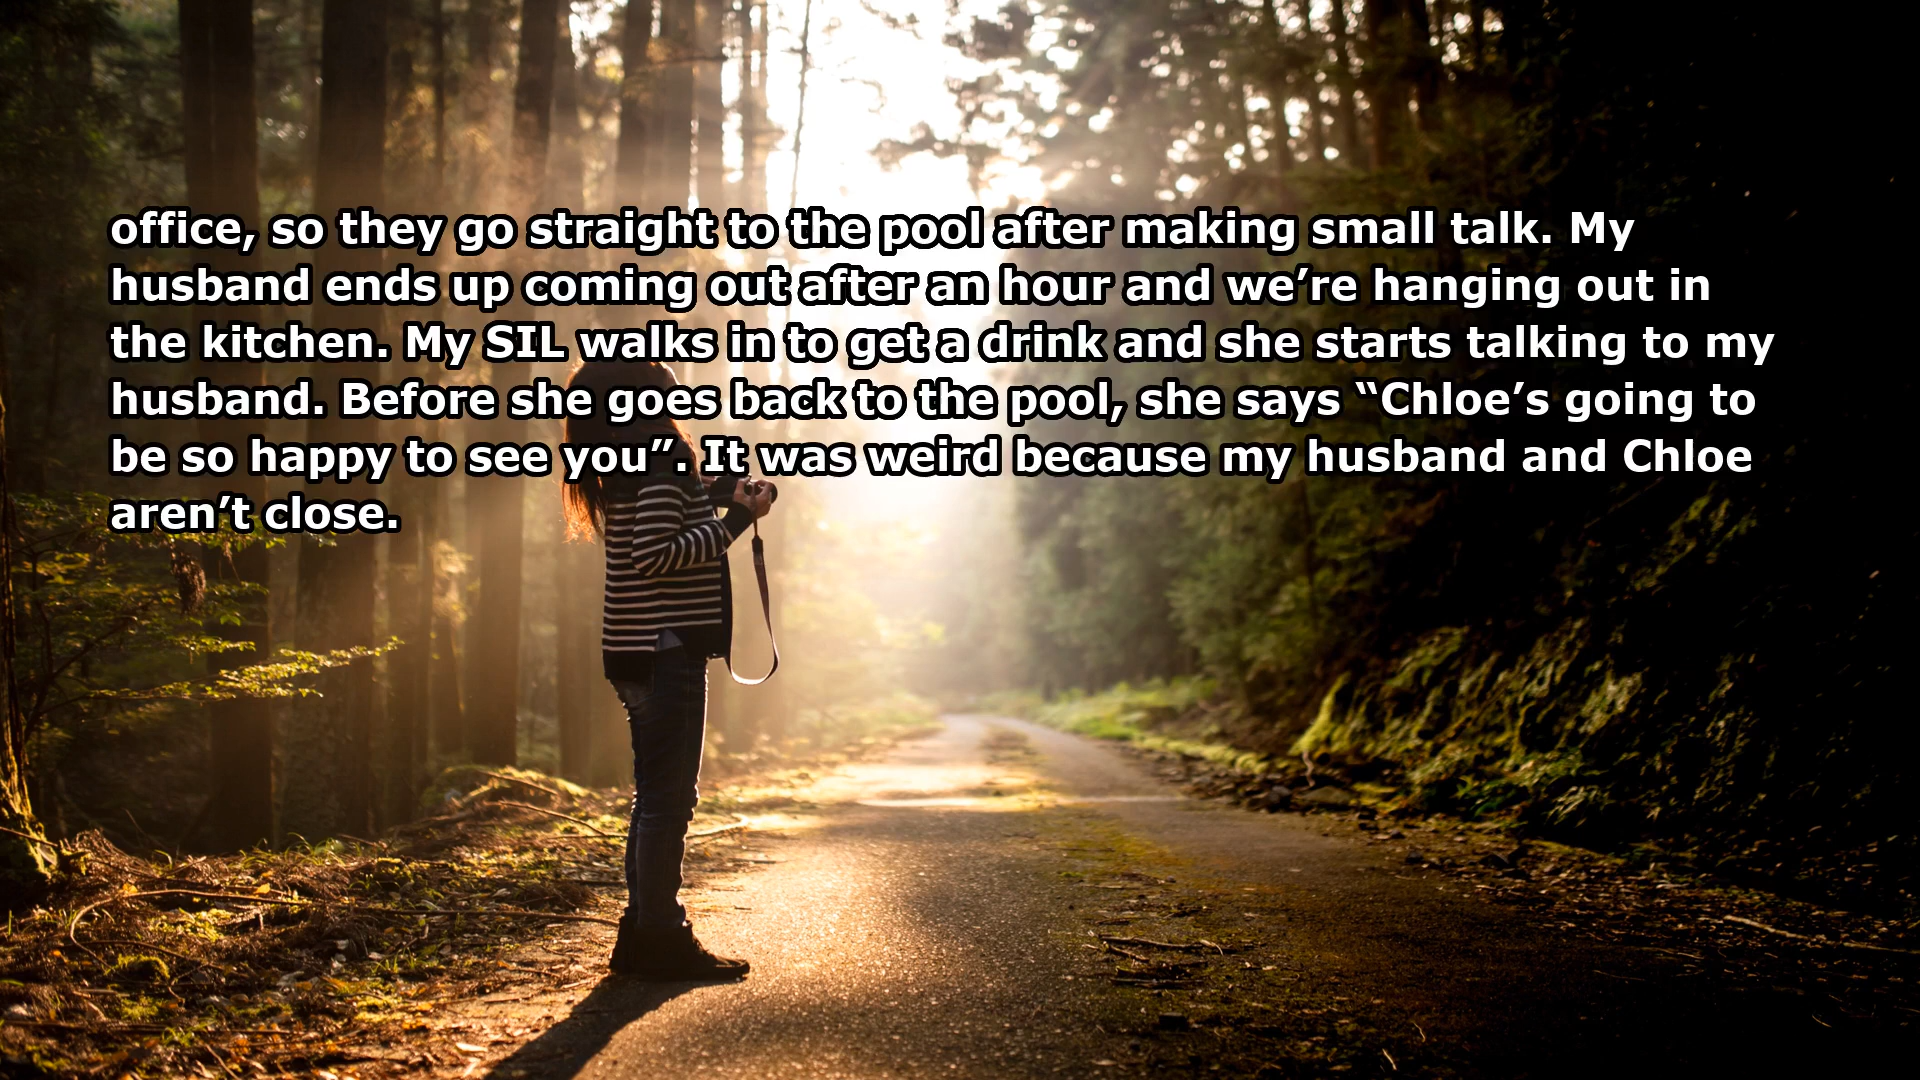 office, so they go straight to the pool after making small talk. My
husband ends up coming out after an hour and we’re hanging out in
the kitchen. My SIL walks in to get a drink and she starts talking to my
husband. Before she goes back to the pool, she says “Chloe’s going to
be so happy to see you”. It was weird because my husband and Chloe
aren’t close.